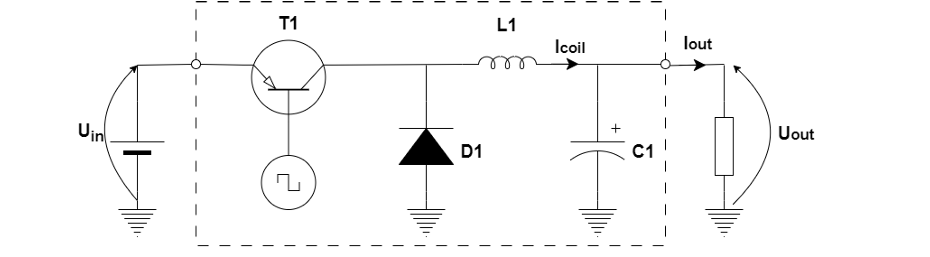 T1
L1
Icoil
Iout
Uin
+
D1
C1
Uout